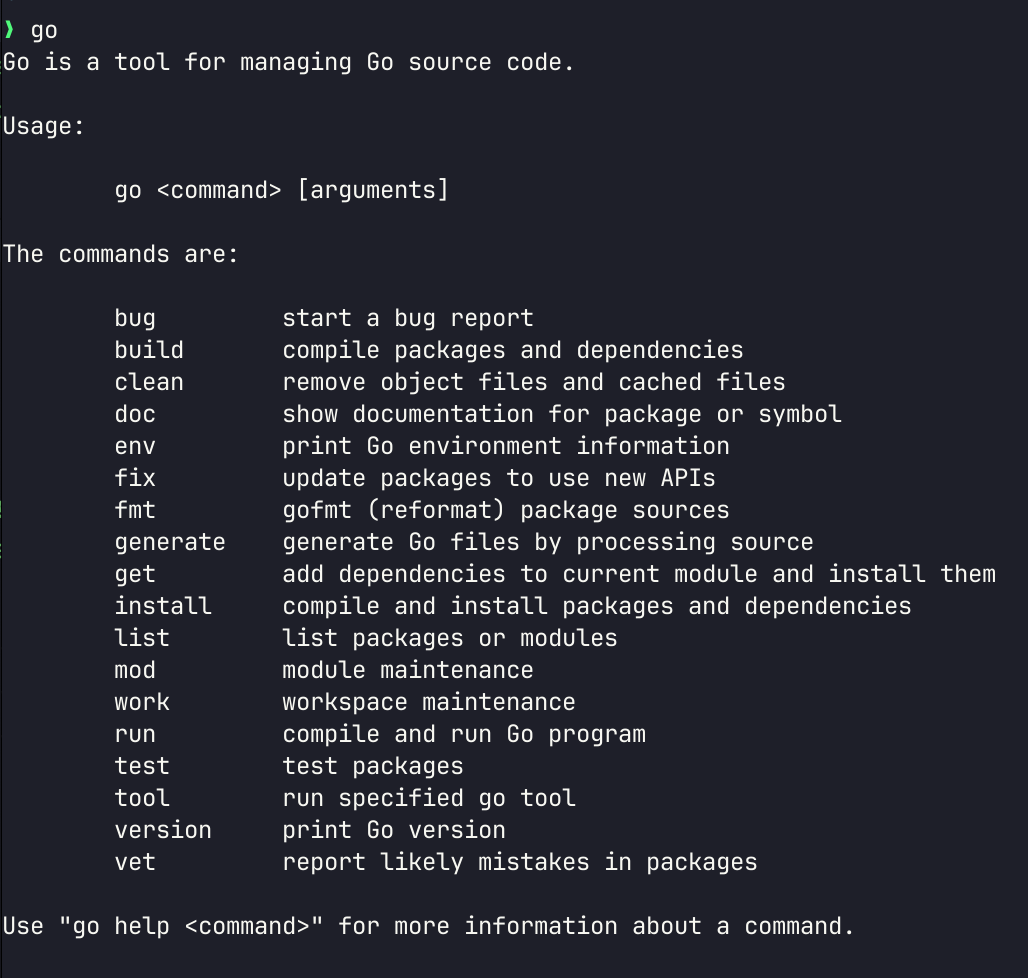 ❯ go
Go is a tool for managing Go source code.

Usage:

        go <command> [arguments]

The commands are:

        bug         start a bug report
        build       compile packages and dependencies
        clean       remove object files and cached files
        doc         show documentation for package or symbol
        env         print Go environment information
        fix         update packages to use new APIs
        fmt         gofmt (reformat) package sources
        generate    generate Go files by processing source
        get         add dependencies to current module and install them
        install     compile and install packages and dependencies
        list        list packages or modules
        mod         module maintenance
        work        workspace maintenance
        run         compile and run Go program
        test        test packages
        tool        run specified go tool
        version     print Go version
        vet         report likely mistakes in packages

Use "go help <command>" for more information about a command.